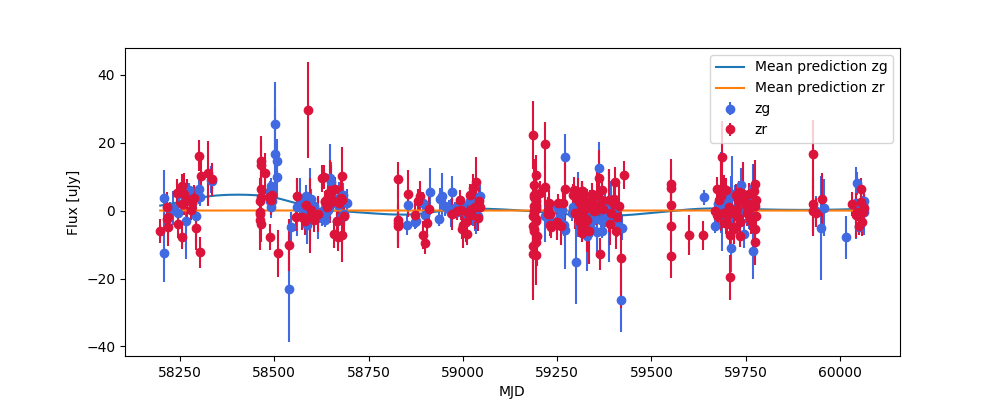 Mean prediction zg
Mean prediction zr
zg
zr
Flux [uJy]
40
20
0
−20
−40
58250
58500
58750
59000
59250
59500
59750
60000
MJD